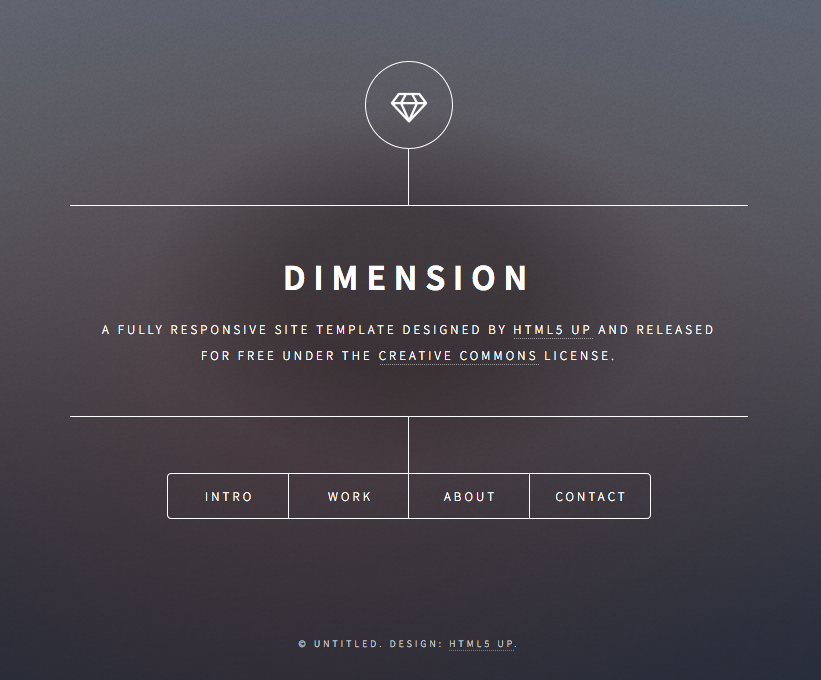 DIMENSION
A FULLY RESPONSIVE SITE TEMPLATE DESIGNED BY HTML5 UP AND RELEASED
FOR FREE UNDER THE CREATIVE COMMONS LICENSE.
INTRO WORK ABOUT CONTACT
© UNTITLED. DESIGN: HTML5 UP.